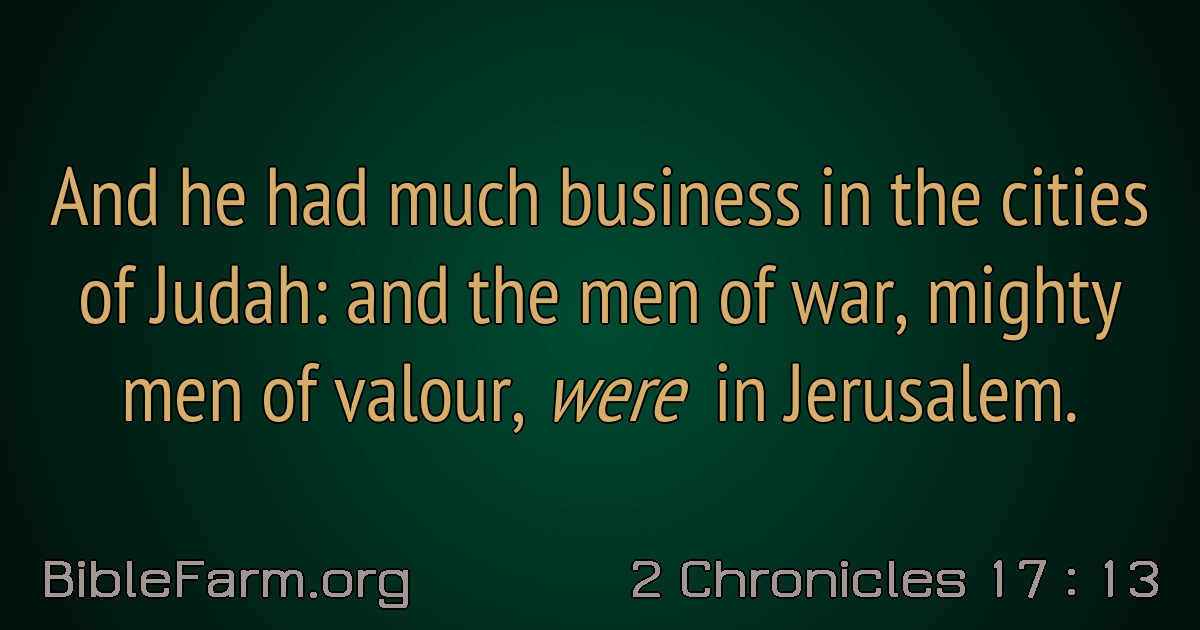 And he had much business in the cities
of Judah: and the men of war, mighty
men of valour, were in Jerusalem.
BibleFarm.org
2 Chronicles 17 : 13